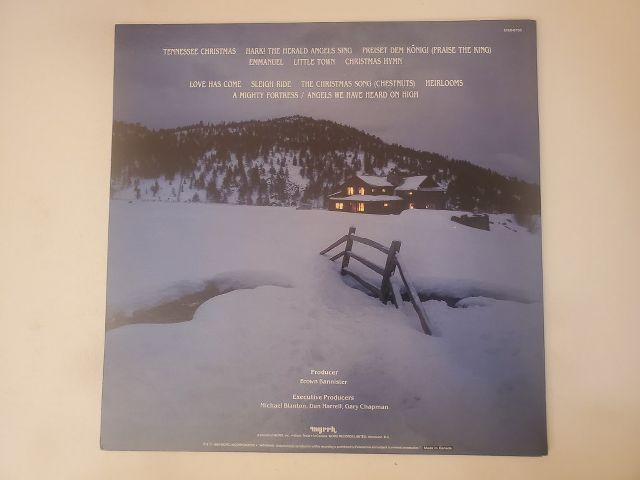 TENNESSEE CHRISTMAS HARK! THE HERALD ANGELS SING PREISET DEM KÖNIG! (PRAISE THE KING)
EMMANUEL LITTLE TOWN CHRISTMAS HYMN
LOVE HAS COME SLEIGH RIDE THE CHRISTMAS SONG (CHESTNUTS) HEIRLOOMS
A MIGHTY FORTRESS / ANGELS WE HAVE HEARD ON HIGH
Producer
Brown Bannister
Executive Producers
Michael Blanton, Dan Harrell, Gary Chapman
myrrh
Made in Canada